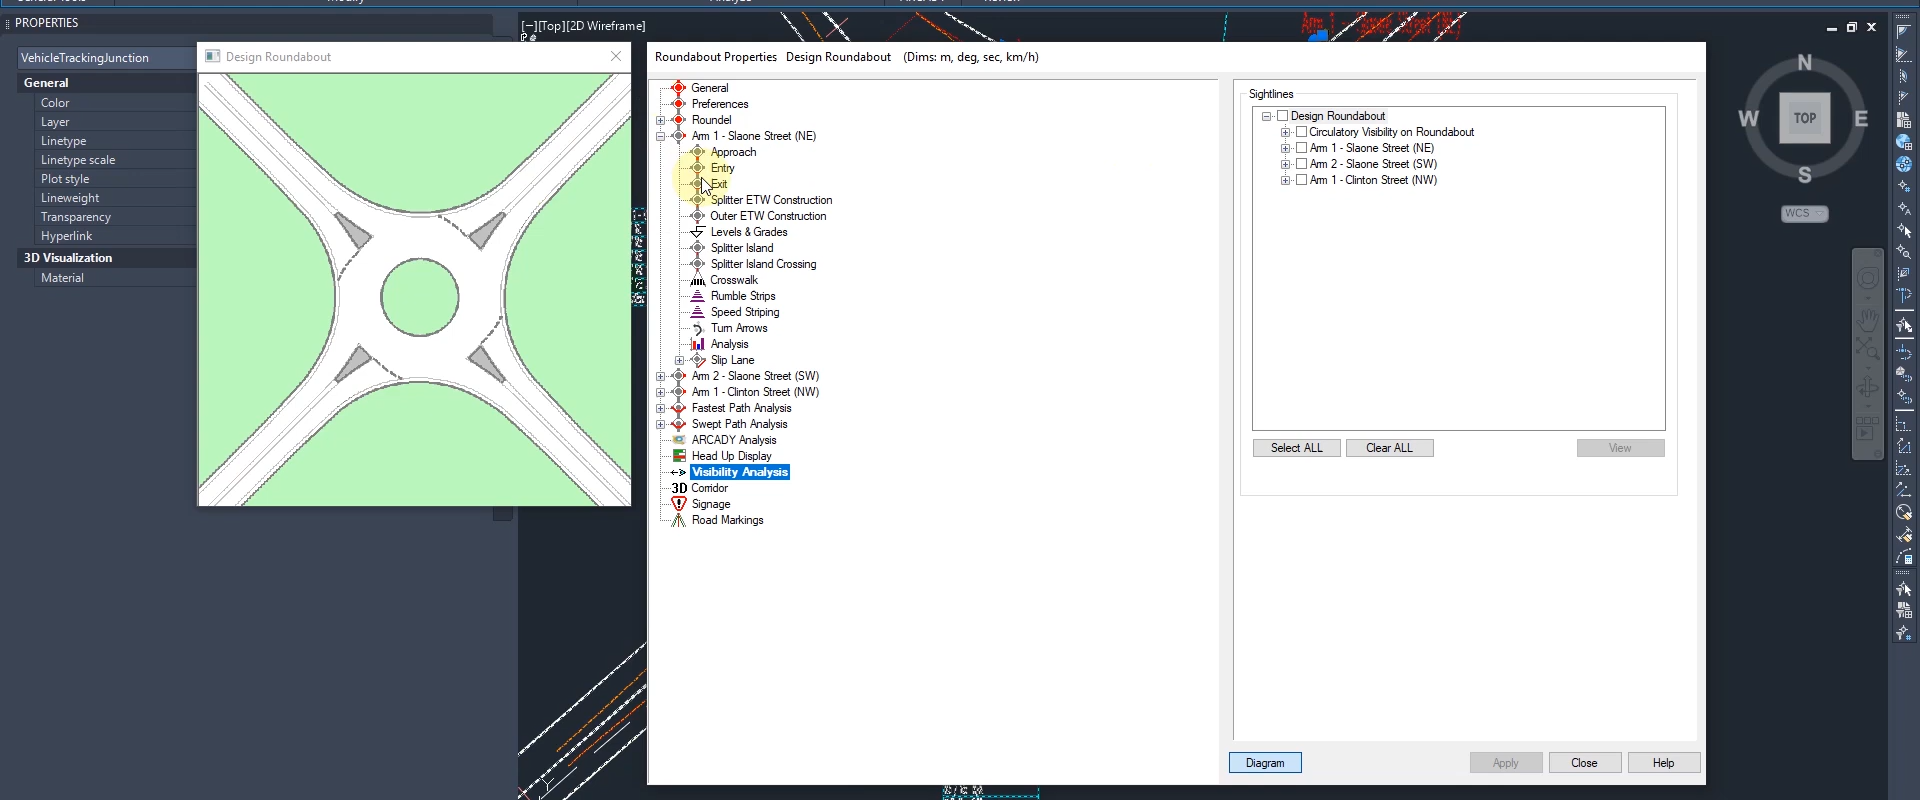 PROPERTIES
VehicleTrackingJunction
General
Color
Layer
Linetype
Linetype scale
Plot style
Lineweight
Transparency
Hyperlink
3D Visualization
Material
[−][Top][2D Wireframe]
Design Roundabout
Roundabout Properties Design Roundabout (Dims: m, deg, sec, km/h)
General
Preferences
Roundel
Arm 1 - Slaone Street (NE)
Approach
Entry
Exit
Splitter ETW Construction
Outer ETW Construction
Levels & Grades
Splitter Island
Splitter Island Crossing
Crosswalk
Rumble Strips
Speed Striping
Turn Arrows
Analysis
Slip Lane
Arm 2 - Slaone Street (SW)
Arm 1 - Clinton Street (NW)
Fastest Path Analysis
Swept Path Analysis
ARCADY Analysis
Head Up Display
Visibility Analysis
3D Corridor
Signage
Road Markings
Sightlines
Design Roundabout
Circulatory Visibility on Roundabout
Arm 1 - Slaone Street (NE)
Arm 2 - Slaone Street (SW)
Arm 1 - Clinton Street (NW)
Select ALL
Clear ALL
View
Diagram
Apply
Close
Help
N
W
TOP
E
S
WCS
Y